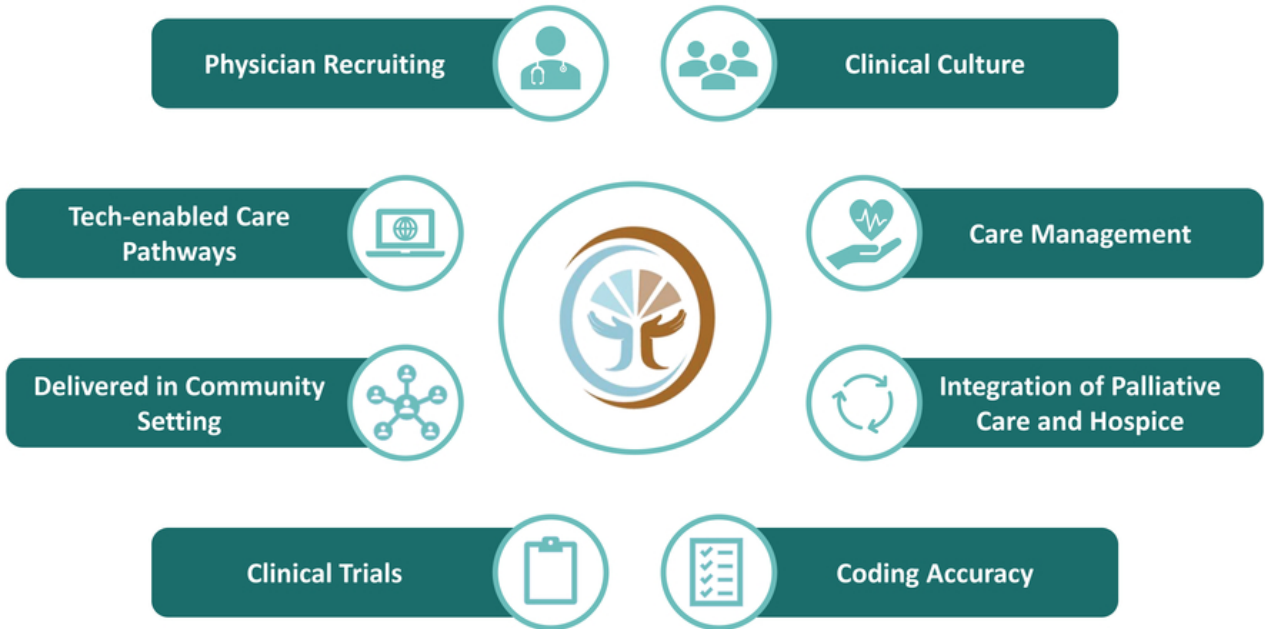 Physician Recruiting
Clinical Culture
Tech-enabled Care
Pathways
Care Management
Delivered in Community
Setting
Integration of Palliative
Care and Hospice
Clinical Trials
Coding Accuracy